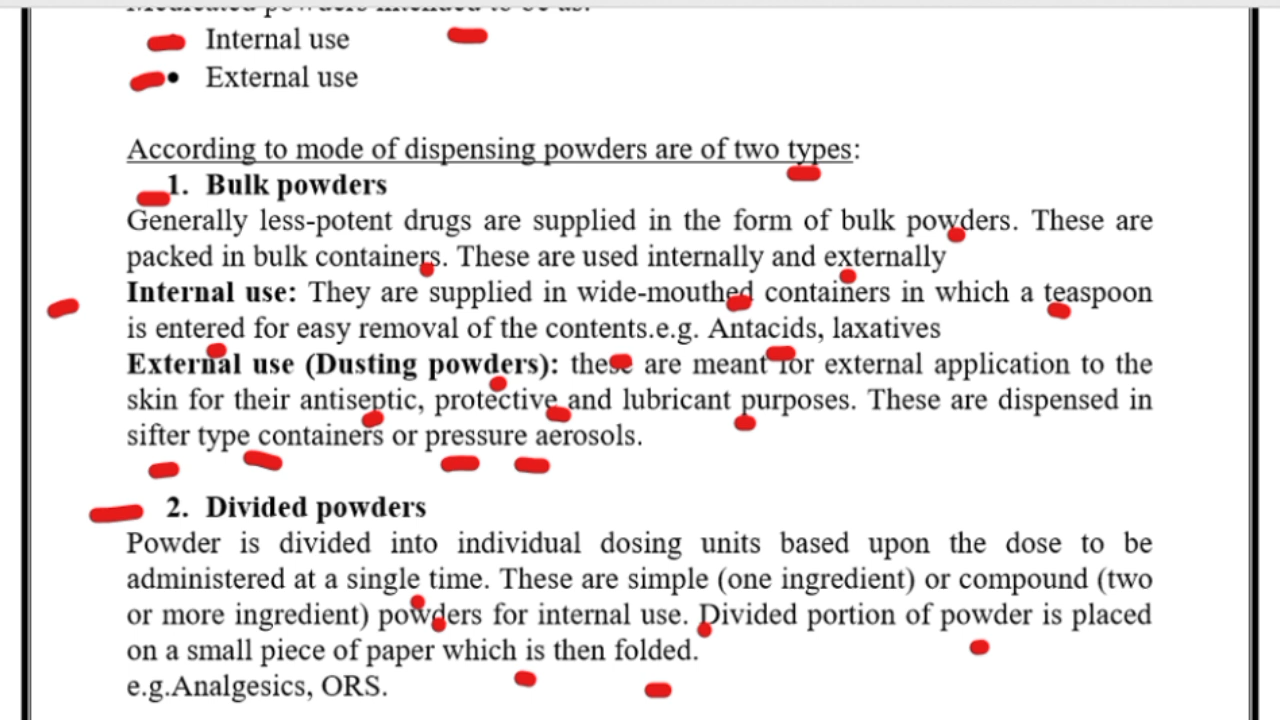 Medicated powders intended to be as:
Internal use
• External use
According to mode of dispensing powders are of two types:
1. Bulk powders
Generally less-potent drugs are supplied in the form of bulk powders. These are
packed in bulk containers. These are used internally and externally
Internal use: They are supplied in wide-mouthed containers in which a teaspoon
is entered for easy removal of the contents.e.g. Antacids, laxatives
External use (Dusting powders): these are meant for external application to the
skin for their antiseptic, protective and lubricant purposes. These are dispensed in
sifter type containers or pressure aerosols.
2. Divided powders
Powder is divided into individual dosing units based upon the dose to be
administered at a single time. These are simple (one ingredient) or compound (two
or more ingredient) powders for internal use. Divided portion of powder is placed
on a small piece of paper which is then folded.
e.g.Analgesics, ORS.